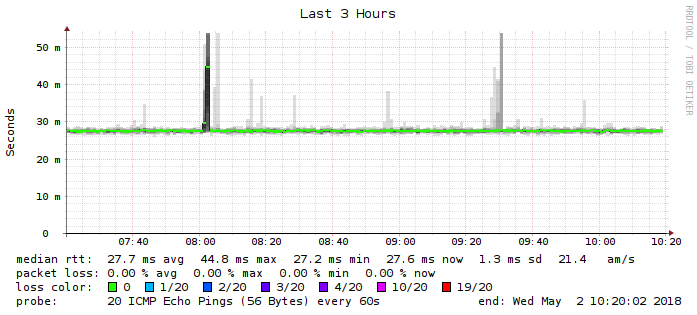 Last 3 Hours
RRDTOOL / TOBI OETIKER
Seconds
50 m
40 m
30 m
20 m
10 m
0
07:40 08:00 08:20 08:40 09:00 09:20 09:40 10:00 10:20
median rtt: 27.7 ms avg 44.8 ms max 27.2 ms min 27.6 ms now 1.3 ms sd 21.4 am/s
packet loss: 0.00 % avg 0.00 % max 0.00 % min 0.00 % now
loss color: 0 1/20 2/20 3/20 4/20 10/20 19/20
probe: 20 ICMP Echo Pings (56 Bytes) every 60s end: Wed May 2 10:20:02 2018